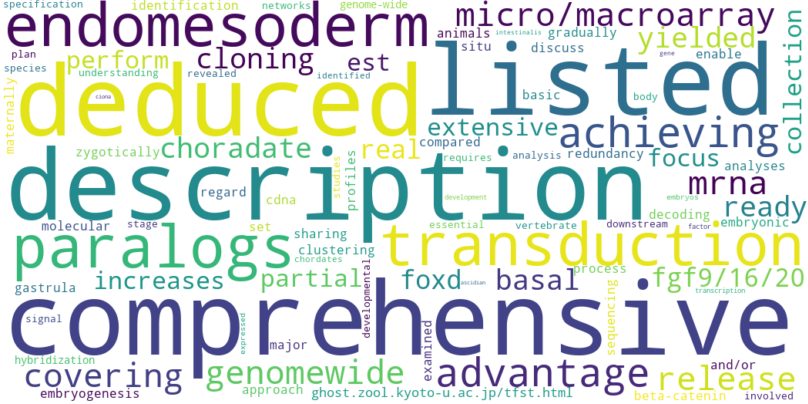 specification identification networks genome-wide micro/macroarray
endomesoderm animals situ gradually intestinalis yielded
plan perform cloning est discuss enable collection
species understanding revealed identified basic gene body
maternally deduced ciona listed
extensive achieving
zygotically choradate real compared redundancy focus analyses
requires analysis
description studies profiles regard cdna mrna ready
development embryos decoding
molecular stage set sharing essential vertebrate downstream factor embryonic
paralogs clustering chordates transduction
gastrula increases partial developmental foxd ascidian basal process fgf9/16/20
transcription
comprehensive signal expressed major examined sequencing
hybridization covering genomewide advantage and/or release
embryogenesis approach ghost.zool.kyoto-u.ac.jp/tfst.html beta-catenin involved